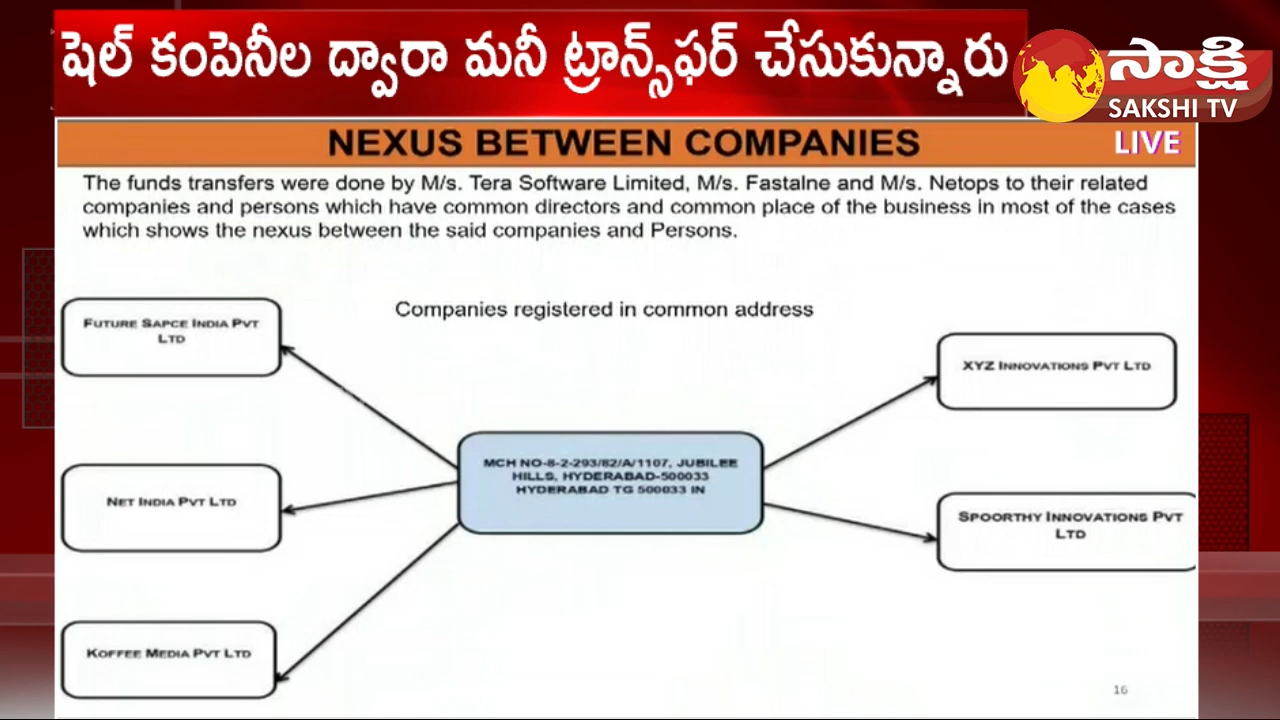 షెల్ కంపెనీల ద్వారా మనీ ట్రాన్స్‌ఫర్ చేసుకున్నారు
సాక్షి
SAKSHI TV
LIVE
NEXUS BETWEEN COMPANIES
The funds transfers were done by M/s. Tera Software Limited, M/s. Fastalne and M/s. Netops to their related
companies and persons which have common directors and common place of the business in most of the cases
which shows the nexus between the said companies and Persons.
Companies registered in common address
FUTURE SAPCE INDIA PVT
LTD
XYZ INNOVATIONS PVT LTD
MCH NO-8-2-293/82/A/1107, JUBILEE
HILLS, HYDERABAD-500033
HYDERABAD TG 500033 IN
NET INDIA PVT LTD
SPOORTHY INNOVATIONS PVT
LTD
KOFFEE MEDIA PVT LTD
16